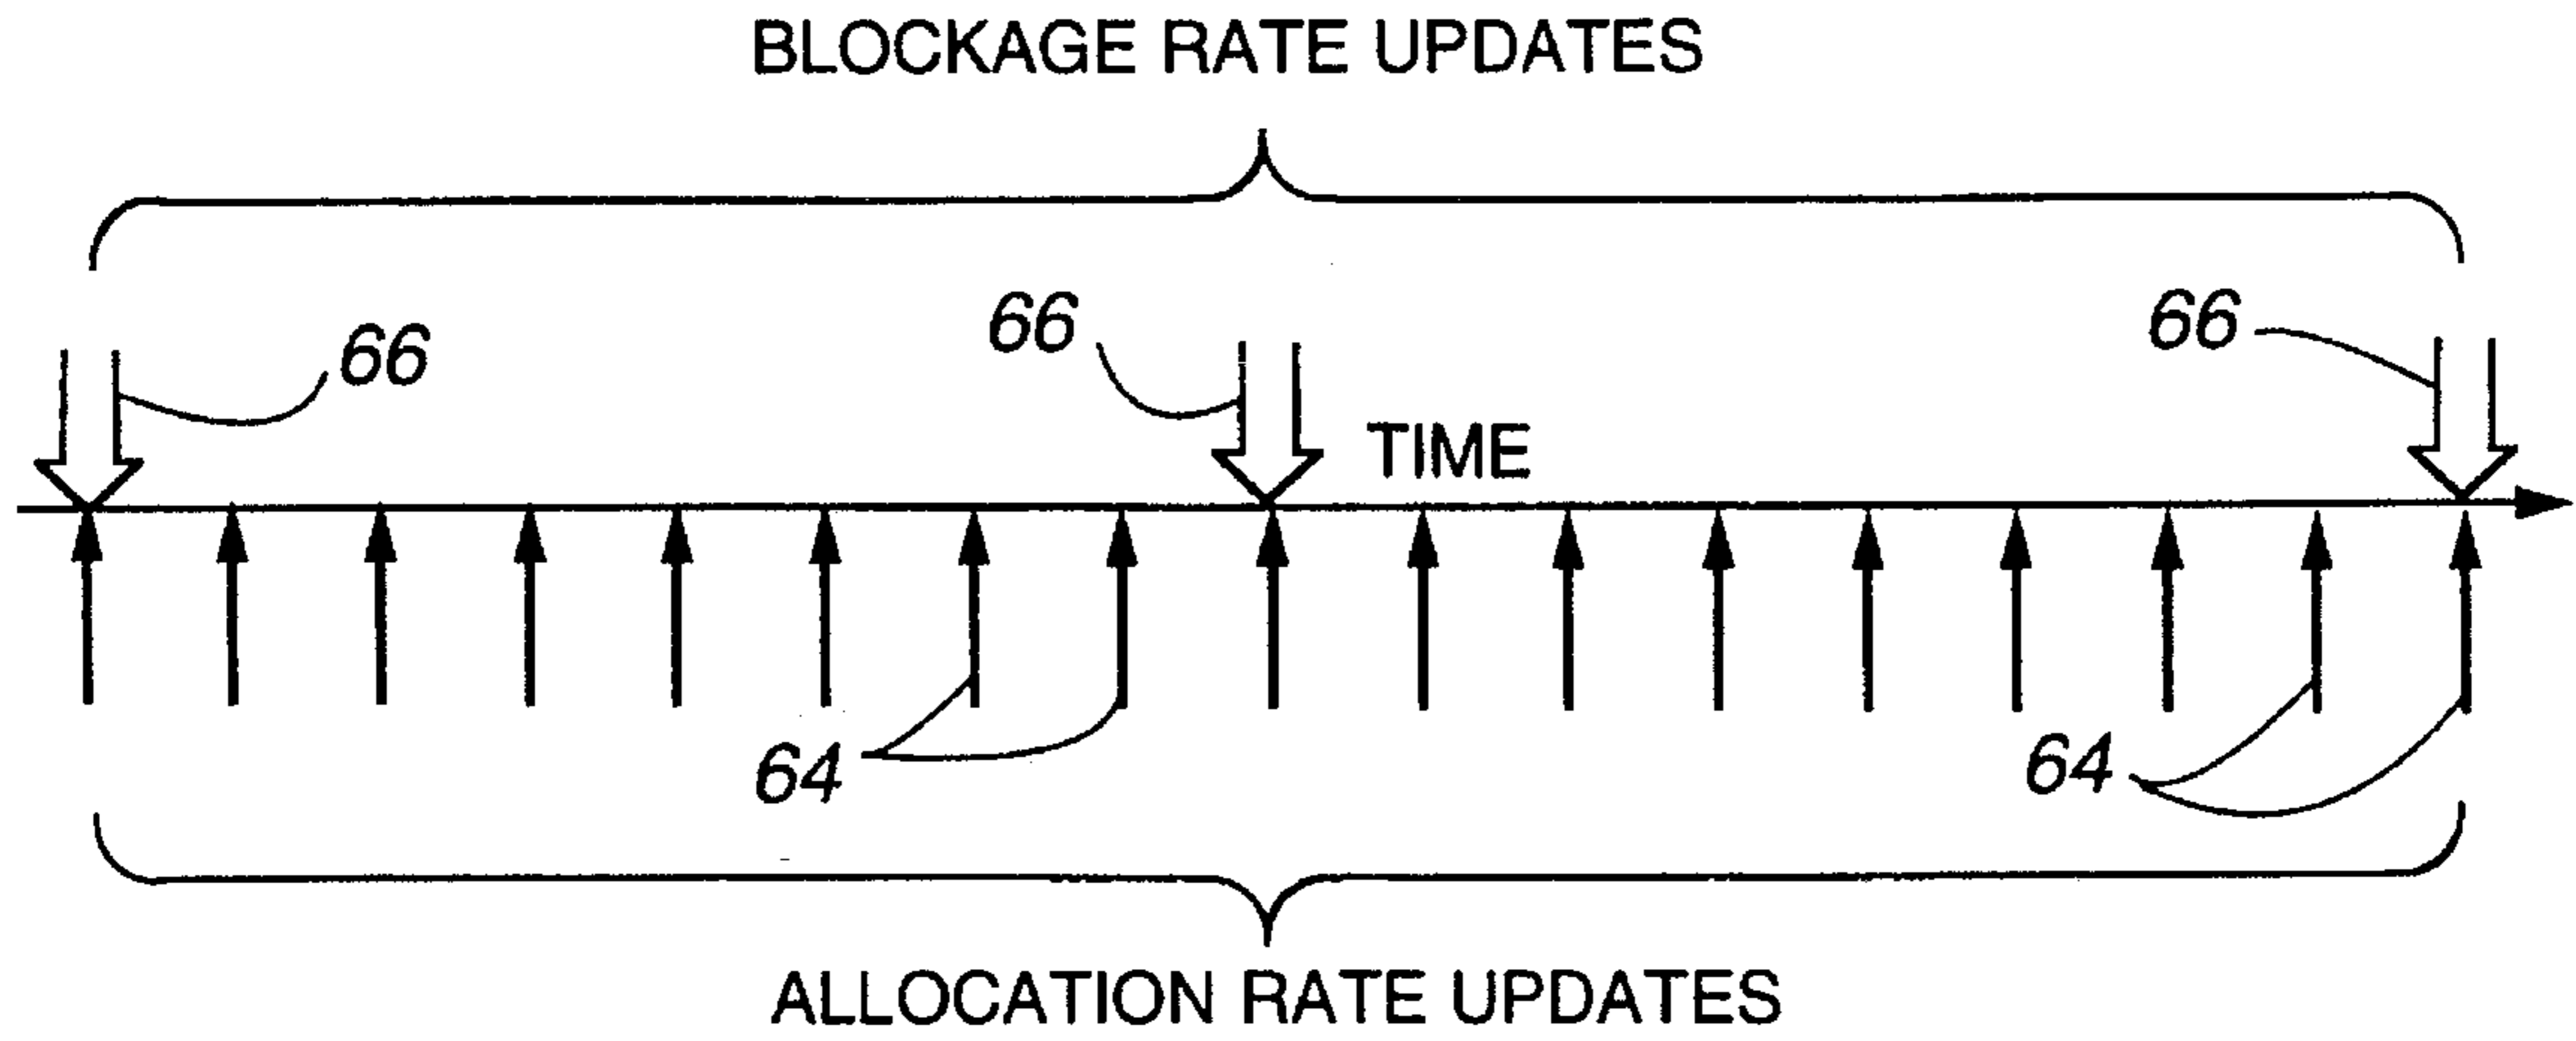 BLOCKAGE RATE UPDATES
66
66
66
TIME
64
64
ALLOCATION RATE UPDATES